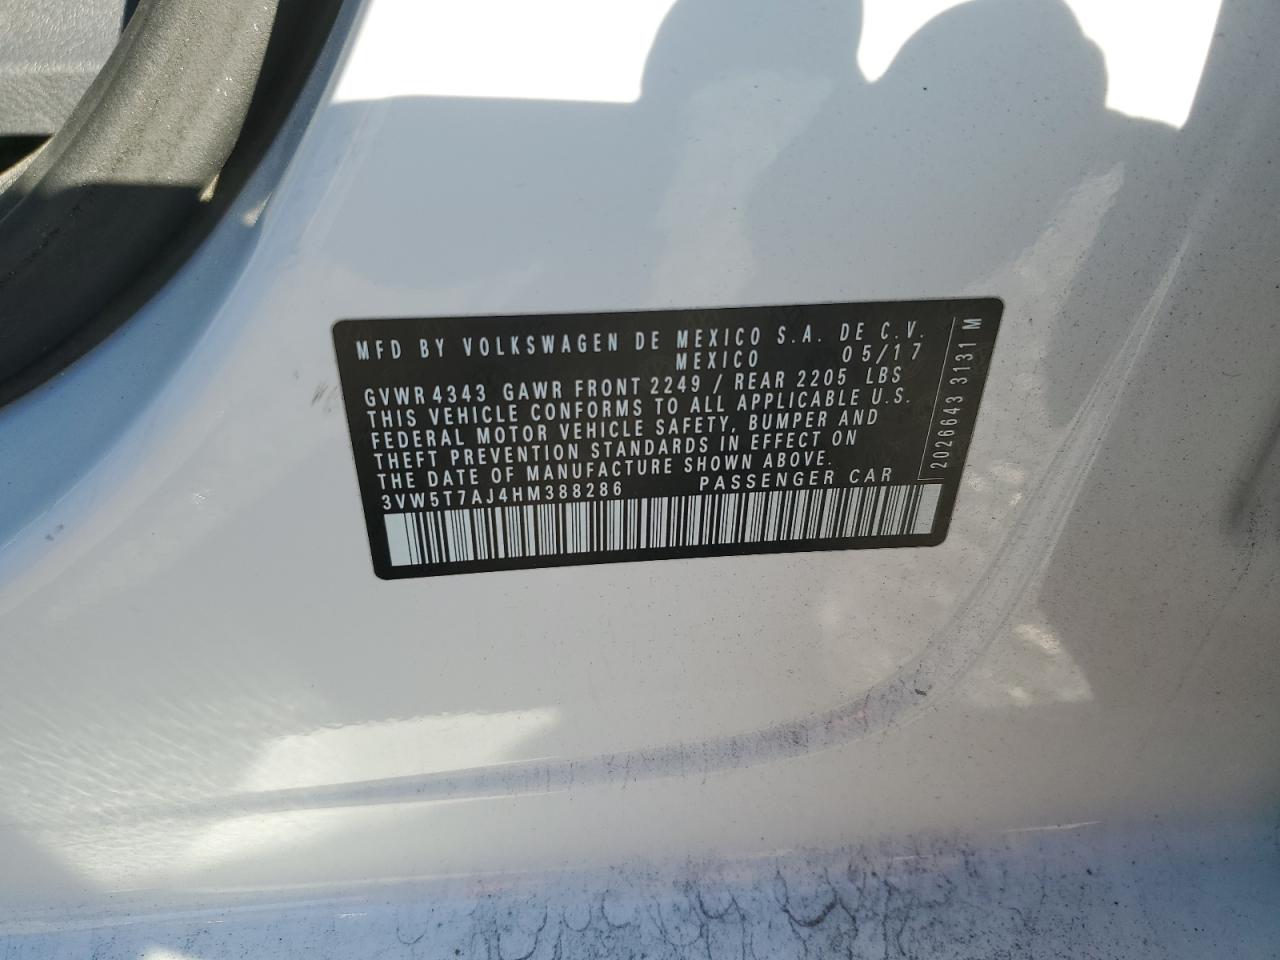 MFD BY VOLKSWAGEN DE MEXICO S.A. DE C.V.
MEXICO 05/17
GVWR 4343 GAWR FRONT 2249 / REAR 2205 LBS
THIS VEHICLE CONFORMS TO ALL APPLICABLE U.S.
FEDERAL MOTOR VEHICLE SAFETY, BUMPER AND
THEFT PREVENTION STANDARDS IN EFFECT ON
THE DATE OF MANUFACTURE SHOWN ABOVE.
3VW5T7AJ4HM388286 PASSENGER CAR
2026643 3131 M